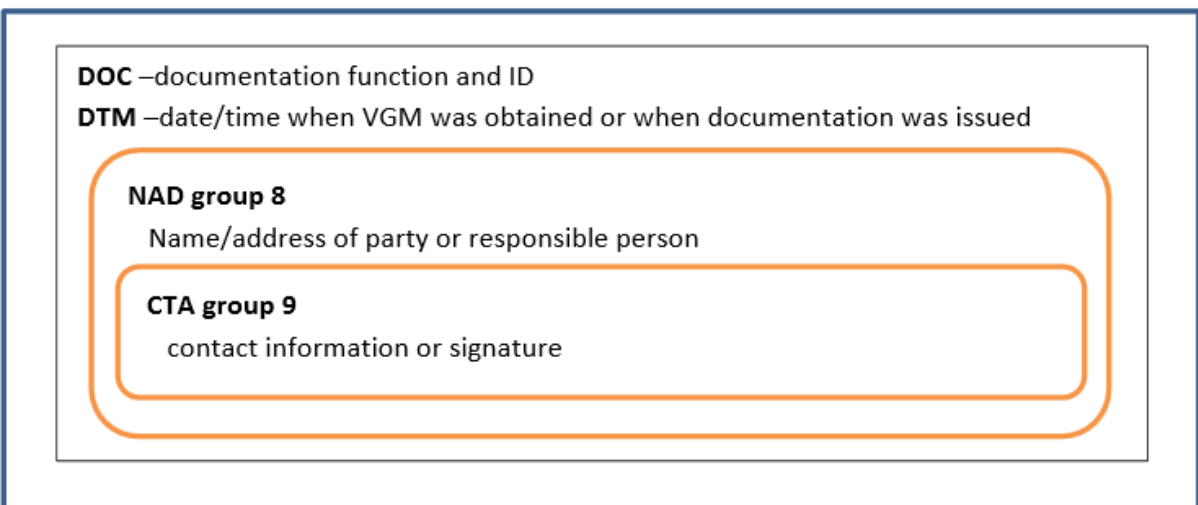 DOC –documentation function and ID
DTM –date/time when VGM was obtained or when documentation was issued
NAD group 8
Name/address of party or responsible person
CTA group 9
contact information or signature